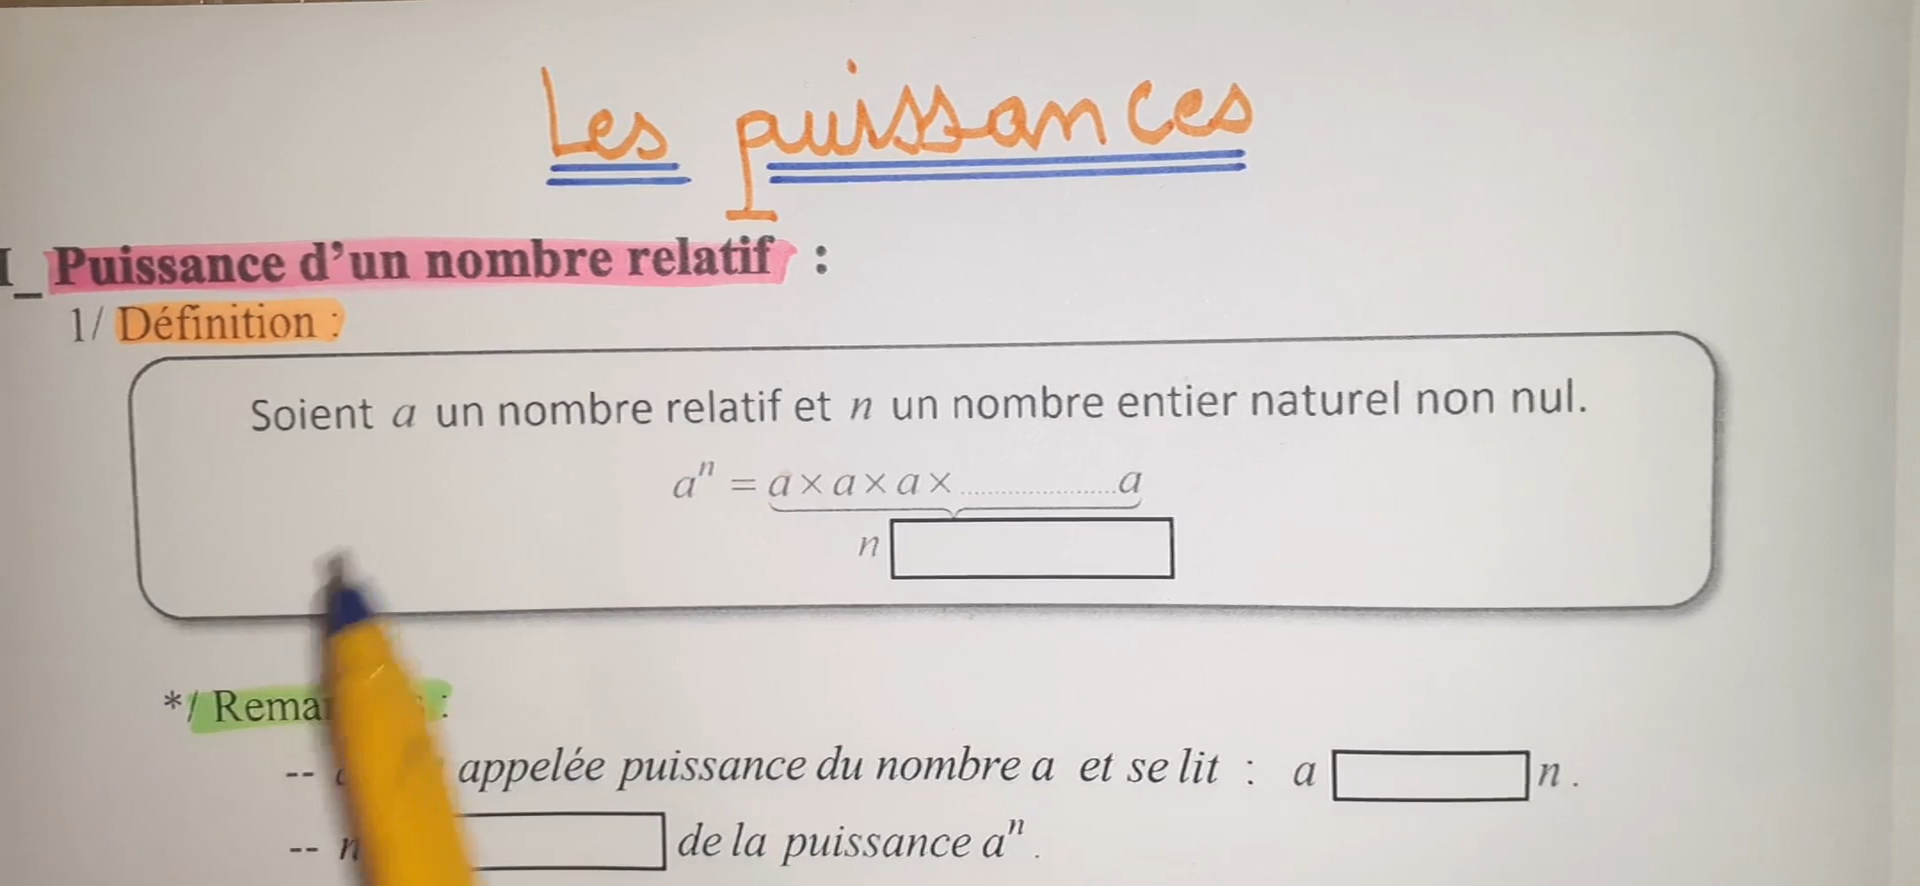 Les puissances
I_ Puissance d'un nombre relatif :
1/ Définition :
Soient a un nombre relatif et n un nombre entier naturel non nul.
aⁿ = a × a × a × ..................... a
n
*/ :
-- appelée puissance du nombre a et se lit : a n .
-- n de la puissance aⁿ .